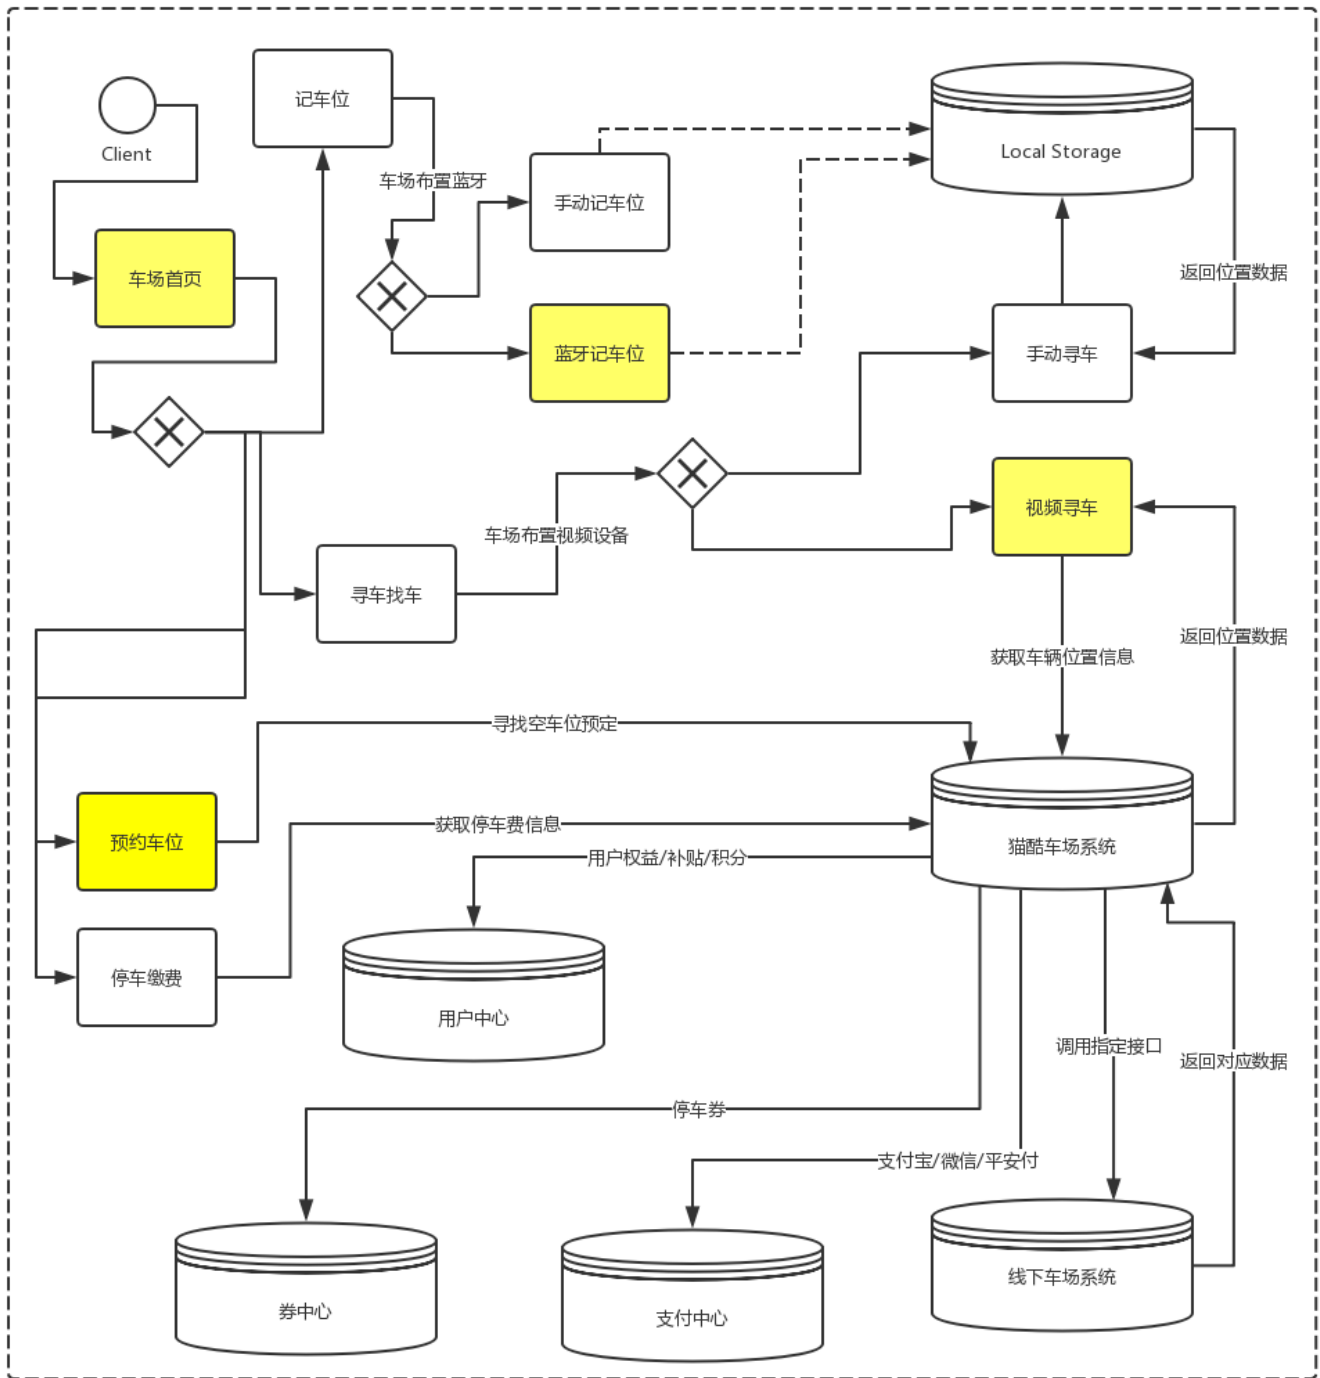 记车位
Client
Local Storage
车场布置蓝牙
手动记车位
返回位置数据
车场首页
蓝牙记车位
手动寻车
视频寻车
车场布置视频设备
寻车找车
获取车辆位置信息
返回位置数据
寻找空车位预定
预约车位
获取停车费信息
猫酷车场系统
用户权益/补贴/积分
停车缴费
用户中心
调用指定接口
返回对应数据
停车券
支付宝/微信/平安付
线下车场系统
券中心
支付中心